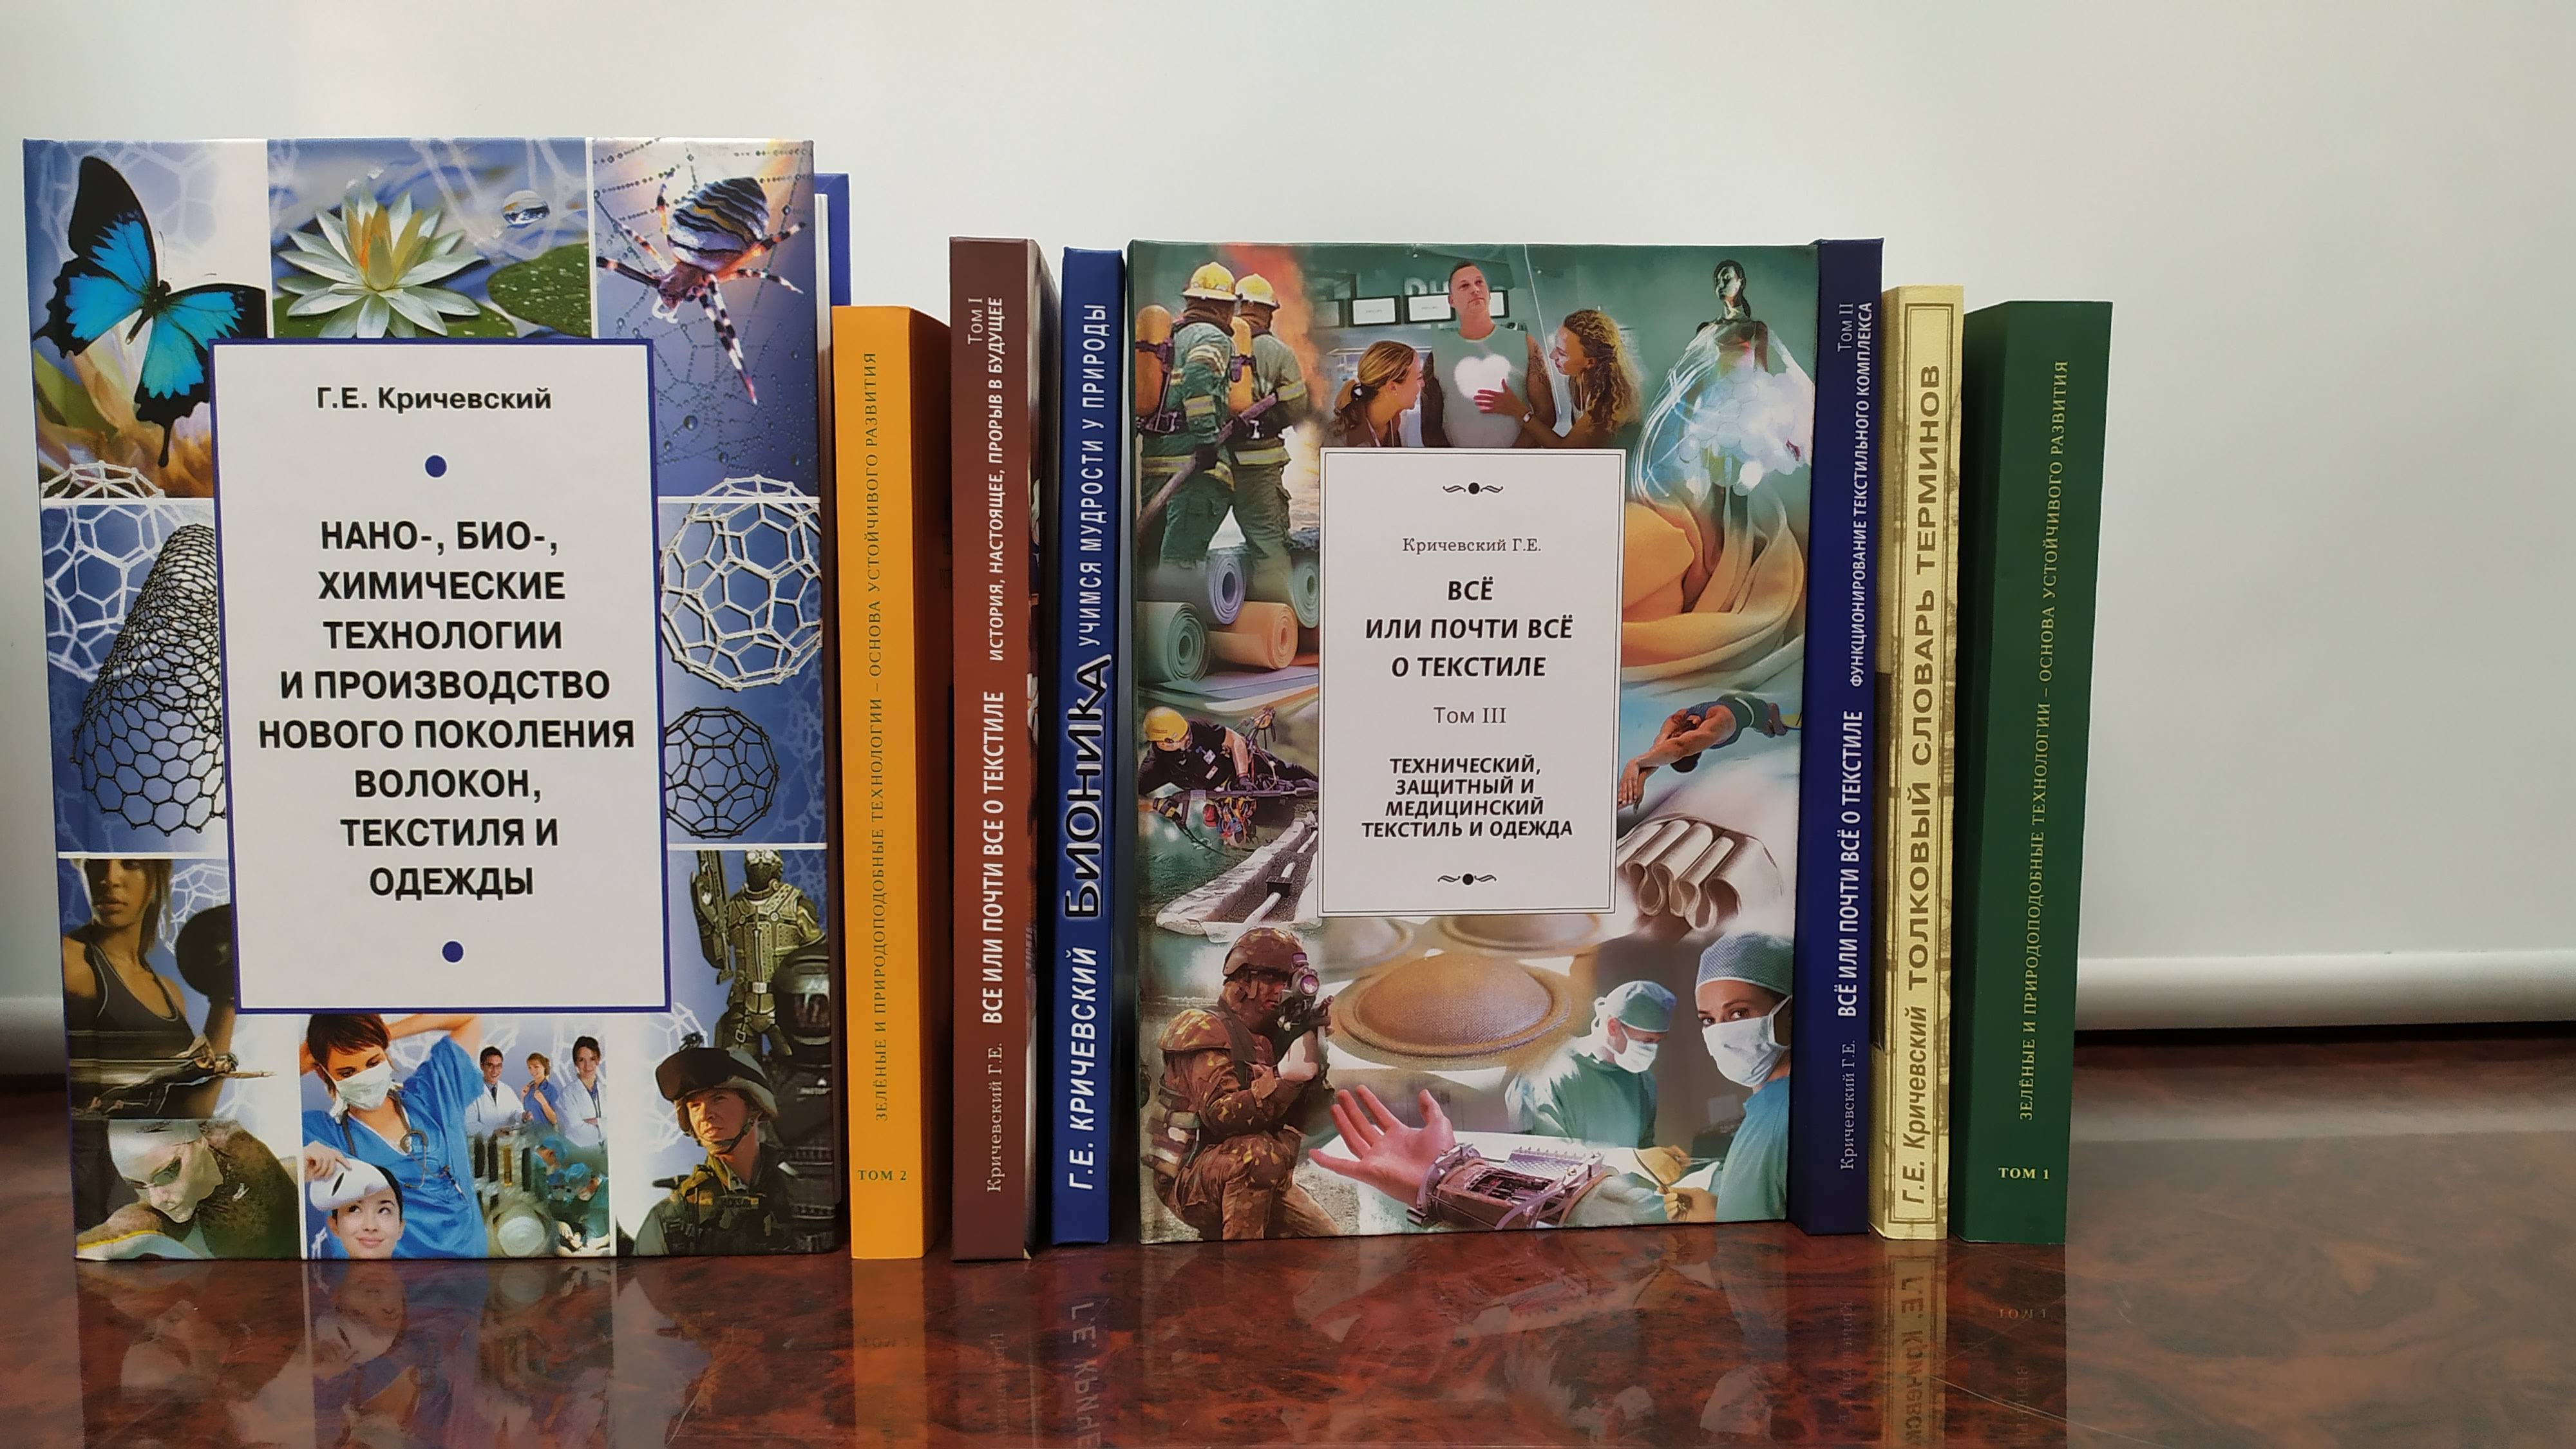 Г.Е. Кричевский
НАНО-, БИО-,
ХИМИЧЕСКИЕ
ТЕХНОЛОГИИ
И ПРОИЗВОДСТВО
НОВОГО ПОКОЛЕНИЯ
ВОЛОКОН,
ТЕКСТИЛЯ И
ОДЕЖДЫ
ТОМ 2
ЗЕЛЁНЫЕ И ПРИРОДОПОДОБНЫЕ ТЕХНОЛОГИИ – ОСНОВА УСТОЙЧИВОГО РАЗВИТИЯ
Кричевский Г.Е.
ВСЕ ИЛИ ПОЧТИ ВСЕ О ТЕКСТИЛЕ
Том I
ИСТОРИЯ, НАСТОЯЩЕЕ, ПРОРЫВ В БУДУЩЕЕ
Г.Е. КРИЧЕВСКИЙ БИОНИКА УЧИМСЯ МУДРОСТИ У ПРИРОДЫ
Кричевский Г.Е.
ВСЁ
ИЛИ ПОЧТИ ВСЁ
О ТЕКСТИЛЕ
Том III
ТЕХНИЧЕСКИЙ,
ЗАЩИТНЫЙ И
МЕДИЦИНСКИЙ
ТЕКСТИЛЬ И ОДЕЖДА
Кричевский Г.Е.
ВСЁ ИЛИ ПОЧТИ ВСЁ О ТЕКСТИЛЕ
Том II
ФУНКЦИОНИРОВАНИЕ ТЕКСТИЛЬНОГО КОМПЛЕКСА
Г.Е. Кричевский ТОЛКОВЫЙ СЛОВАРЬ ТЕРМИНОВ
ТОМ 1
ЗЕЛЁНЫЕ И ПРИРОДОПОДОБНЫЕ ТЕХНОЛОГИИ – ОСНОВА УСТОЙЧИВОГО РАЗВИТИЯ